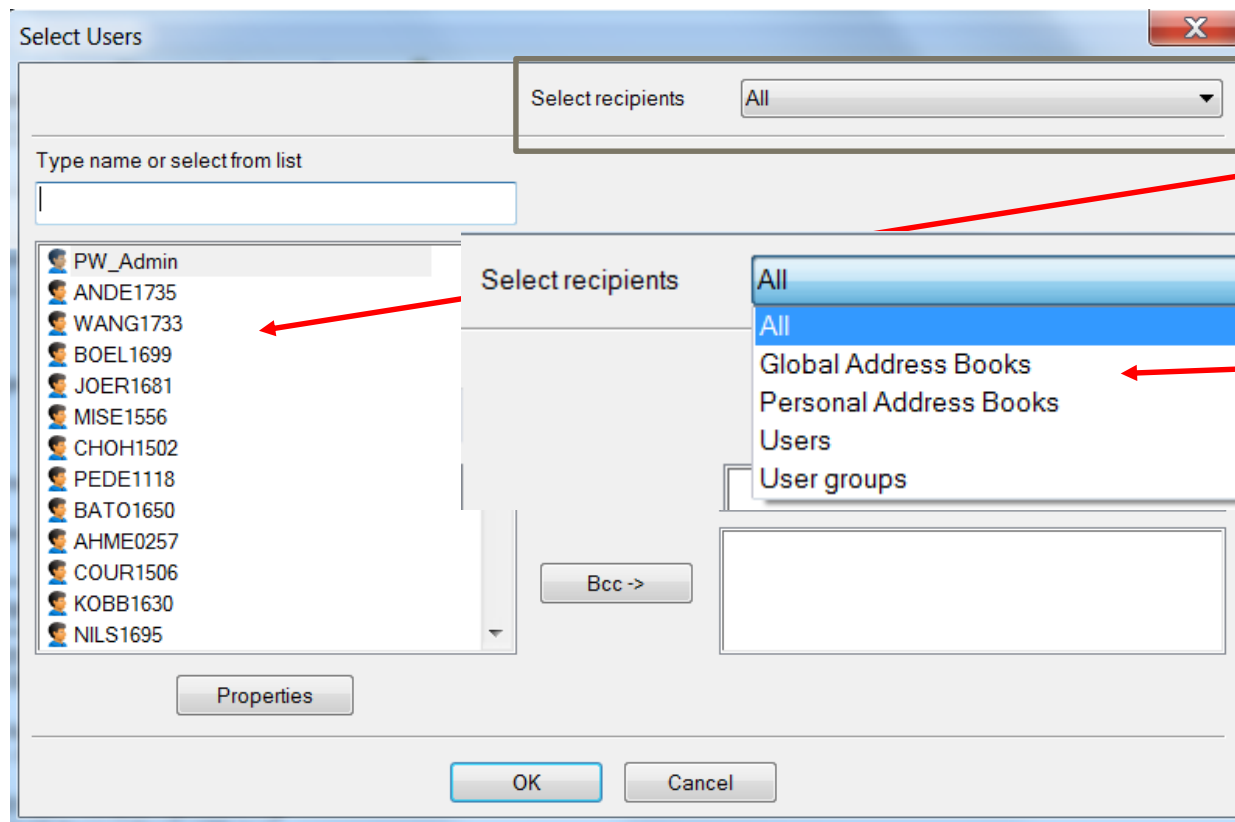 Select Users
X
Select recipients All
Type name or select from list
PW_Admin
ANDE1735
WANG1733
BOEL1699
JOER1681
MISE1556
CHOH1502
PEDE1118
BATO1650
AHME0257
COUR1506
KOBB1630
NILS1695
Select recipients All
All
Global Address Books
Personal Address Books
Users
User groups
Bcc ->
Properties
OK Cancel